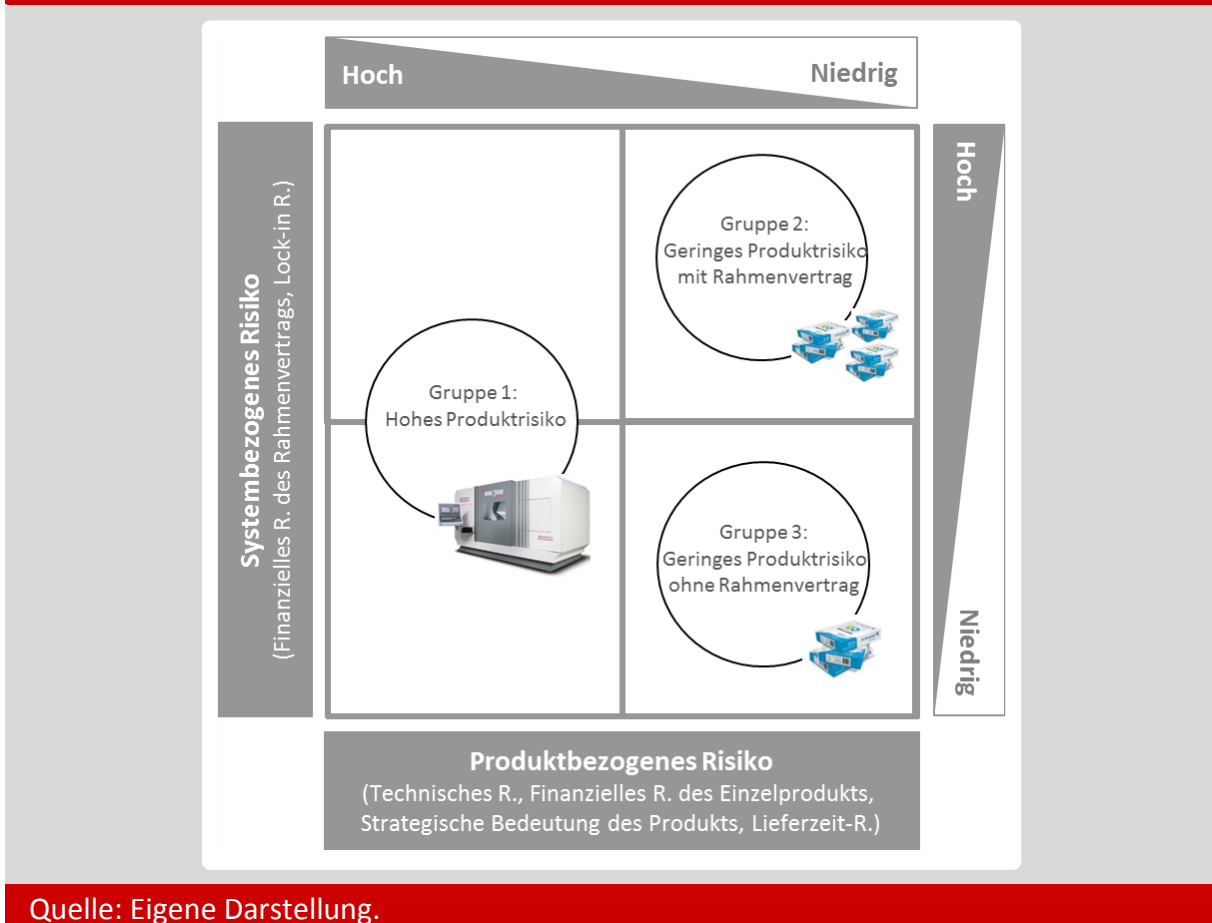 Hoch
Niedrig
Systembezogenes Risiko
(Finanzielles R. des Rahmenvertrags, Lock-in R.)
Hoch
Niedrig
Gruppe 2:
Geringes Produktrisiko
mit Rahmenvertrag
Gruppe 1:
Hohes Produktrisiko
Gruppe 3:
Geringes Produktrisiko
ohne Rahmenvertrag
Produktbezogenes Risiko
(Technisches R., Finanzielles R. des Einzelprodukts,
Strategische Bedeutung des Produkts, Lieferzeit-R.)
Quelle: Eigene Darstellung.